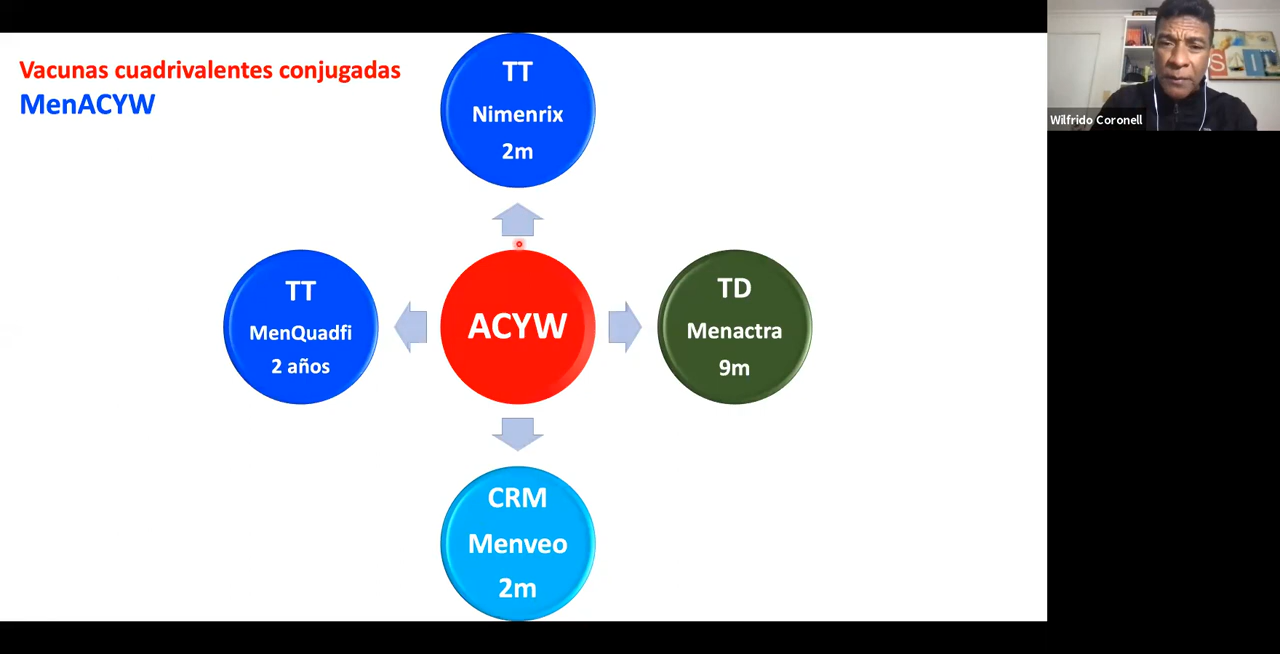 Vacunas cuadrivalentes conjugadas
MenACYW
TT
Nimenrix
2m
TT
MenQuadfi
2 años
ACYW
TD
Menactra
9m
CRM
Menveo
2m
Wilfrido Coronell